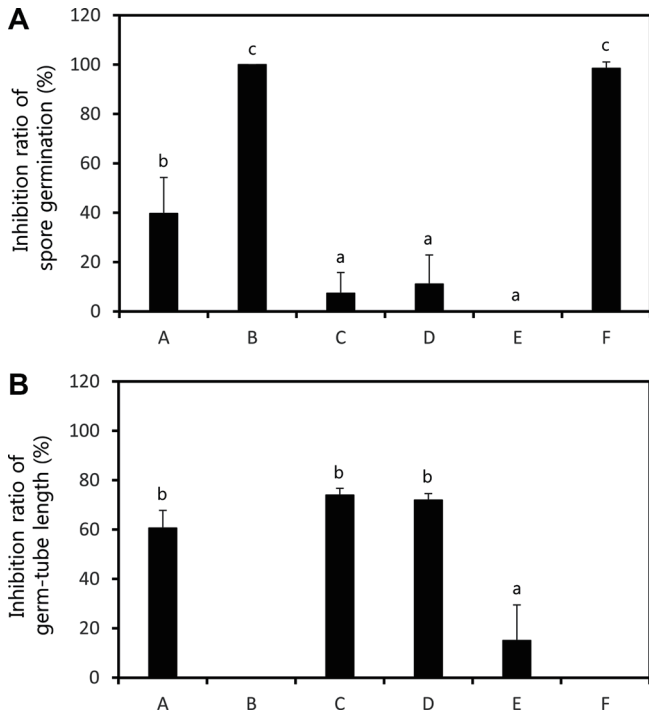 A
Inhibition ratio of
spore germination (%)
120
100
80
60
40
20
0
b
c
a
a
a
c
A B C D E F
B
Inhibition ratio of
germ-tube length (%)
120
100
80
60
40
20
0
b
b
b
a
A B C D E F